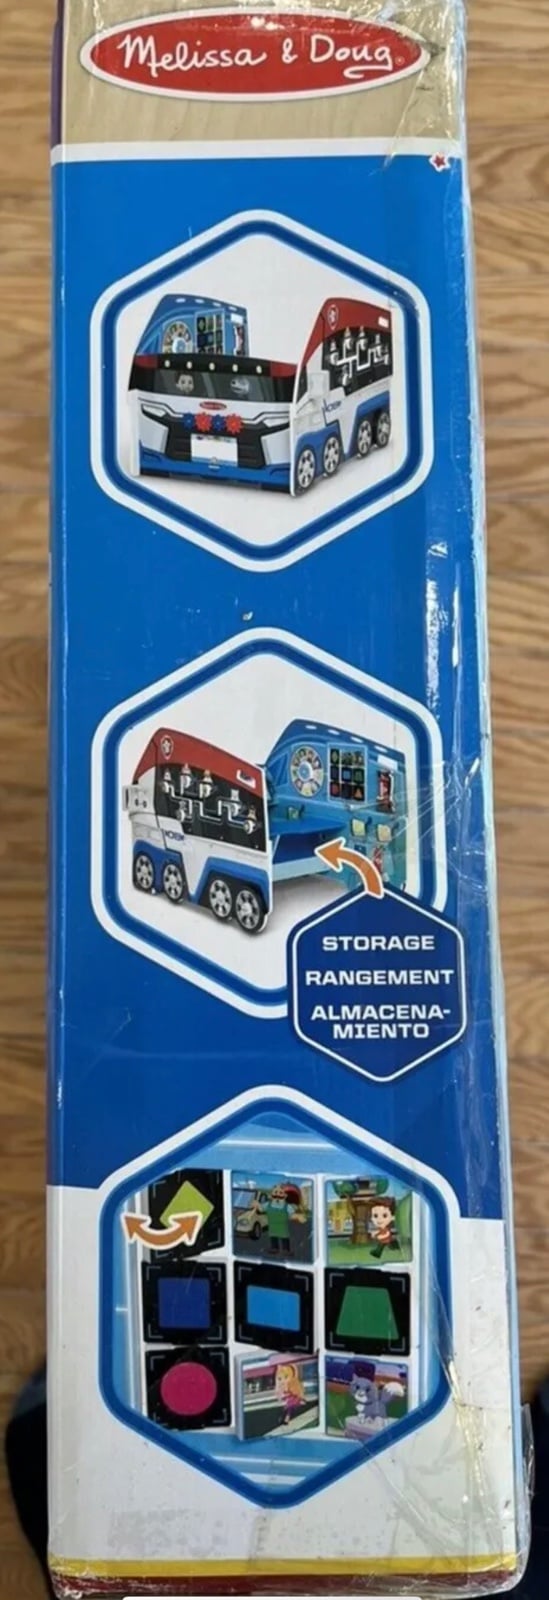 Melissa & Doug®
STORAGE
RANGEMENT
ALMACENA-
MIENTO